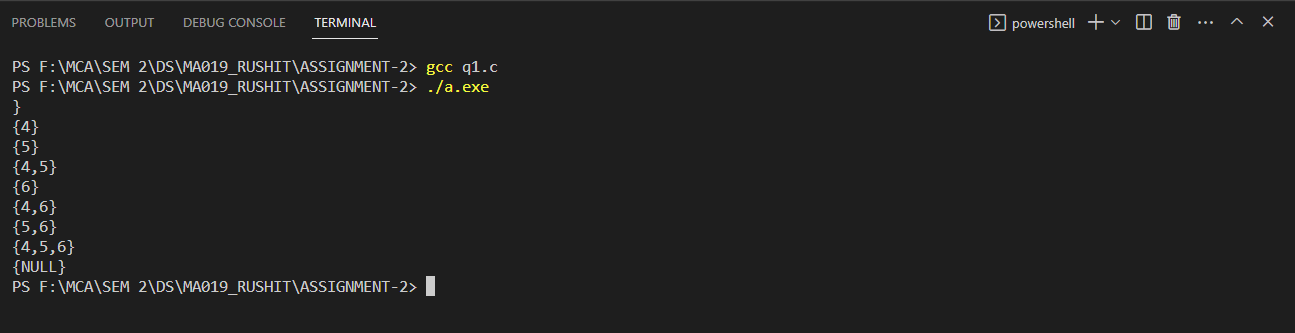 PROBLEMS OUTPUT DEBUG CONSOLE TERMINAL powershell
PS F:\MCA\SEM 2\DS\MA019_RUSHIT\ASSIGNMENT-2> gcc q1.c
PS F:\MCA\SEM 2\DS\MA019_RUSHIT\ASSIGNMENT-2> ./a.exe
}
{4}
{5}
{4,5}
{6}
{4,6}
{5,6}
{4,5,6}
{NULL}
PS F:\MCA\SEM 2\DS\MA019_RUSHIT\ASSIGNMENT-2>